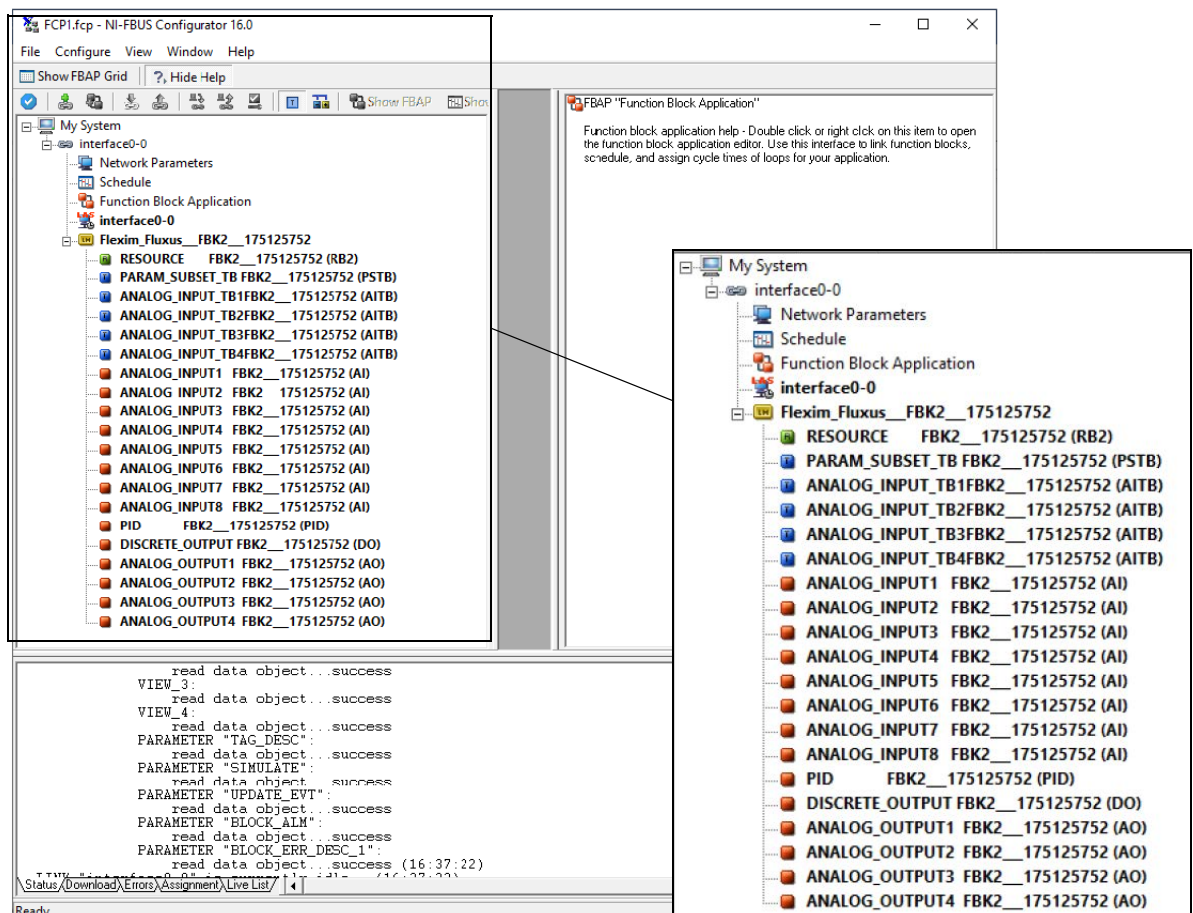 FCP1.fcp - NI-FBUS Configurator 16.0
File Configure View Window Help
Show FBAP Grid ?, Hide Help
Show FBAP Show
My System
interface0-0
Network Parameters
Schedule
Function Block Application
interface0-0
Flexim_Fluxus__FBK2__175125752
RESOURCE FBK2__175125752 (RB2)
PARAM_SUBSET_TB FBK2__175125752 (PSTB)
ANALOG_INPUT_TB1FBK2__175125752 (AITB)
ANALOG_INPUT_TB2FBK2__175125752 (AITB)
ANALOG_INPUT_TB3FBK2__175125752 (AITB)
ANALOG_INPUT_TB4FBK2__175125752 (AITB)
ANALOG_INPUT1 FBK2__175125752 (AI)
ANALOG INPUT2 FBK2 175125752 (AI)
ANALOG_INPUT3 FBK2__175125752 (AI)
ANALOG_INPUT4 FBK2__175125752 (AI)
ANALOG_INPUT5 FBK2__175125752 (AI)
ANALOG_INPUT6 FBK2__175125752 (AI)
ANALOG_INPUT7 FBK2__175125752 (AI)
ANALOG_INPUT8 FBK2__175125752 (AI)
PID FBK2__175125752 (PID)
DISCRETE_OUTPUT FBK2__175125752 (DO)
ANALOG_OUTPUT1 FBK2__175125752 (AO)
ANALOG_OUTPUT2 FBK2__175125752 (AO)
ANALOG_OUTPUT3 FBK2__175125752 (AO)
ANALOG_OUTPUT4 FBK2__175125752 (AO)
FBAP "Function Block Application"
Function block application help - Double click or right click on this item to open
the function block application editor. Use this interface to link function blocks,
schedule, and assign cycle times of loops for your application.
My System
interface0-0
Network Parameters
Schedule
Function Block Application
LAS
interface0-0
Flexim_Fluxus__FBK2__175125752
RESOURCE FBK2__175125752 (RB2)
PARAM_SUBSET_TB FBK2__175125752 (PSTB)
ANALOG_INPUT_TB1FBK2__175125752 (AITB)
ANALOG_INPUT_TB2FBK2__175125752 (AITB)
ANALOG_INPUT_TB3FBK2__175125752 (AITB)
ANALOG_INPUT_TB4FBK2__175125752 (AITB)
ANALOG_INPUT1 FBK2__175125752 (AI)
ANALOG_INPUT2 FBK2__175125752 (AI)
ANALOG_INPUT3 FBK2__175125752 (AI)
ANALOG_INPUT4 FBK2__175125752 (AI)
ANALOG_INPUT5 FBK2__175125752 (AI)
ANALOG_INPUT6 FBK2__175125752 (AI)
ANALOG_INPUT7 FBK2__175125752 (AI)
ANALOG_INPUT8 FBK2__175125752 (AI)
PID FBK2__175125752 (PID)
DISCRETE_OUTPUT FBK2__175125752 (DO)
ANALOG_OUTPUT1 FBK2__175125752 (AO)
ANALOG_OUTPUT2 FBK2__175125752 (AO)
ANALOG_OUTPUT3 FBK2__175125752 (AO)
ANALOG_OUTPUT4 FBK2__175125752 (AO)
read data object...success
VIEW_3:
read data object...success
VIEW_4:
read data object...success
PARAMETER "TAG_DESC":
read data object...success
PARAMETER "SIMULATE":
read data object...success
PARAMETER "UPDATE_EVT":
read data object...success
PARAMETER "BLOCK_ALM":
read data object...success
PARAMETER "BLOCK_ERR_DESC_1":
read data object...success (16:37:22)
Status Download Errors Assignment Live List
Ready